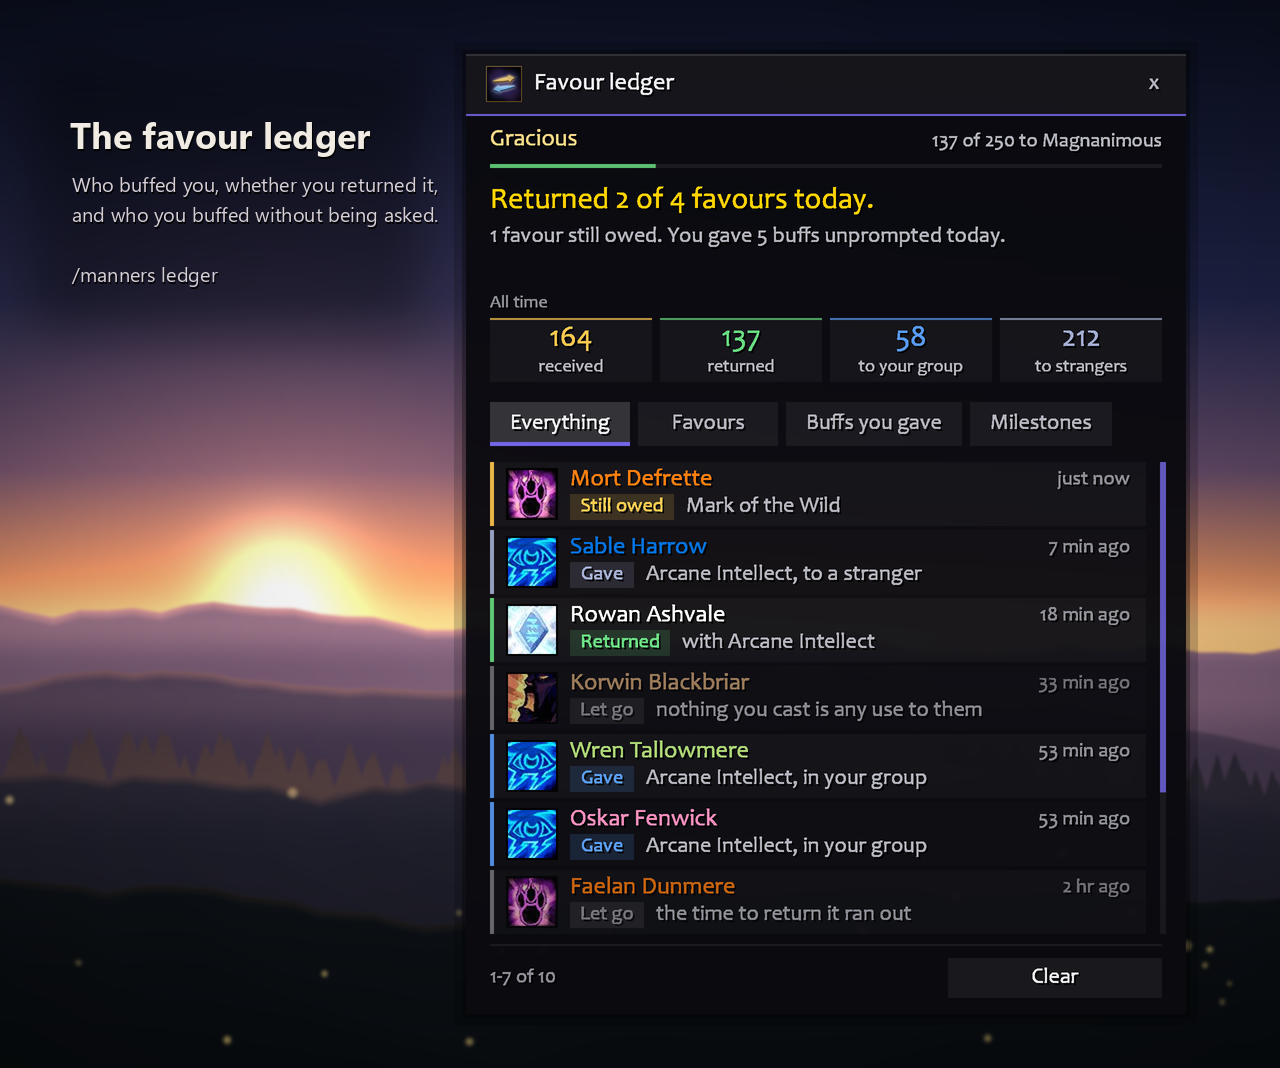 The favour ledger
Who buffed you, whether you returned it,
and who you buffed without being asked.
/manners ledger
Favour ledger
x
Gracious
137 of 250 to Magnanimous
Returned 2 of 4 favours today.
1 favour still owed. You gave 5 buffs unprompted today.
All time
164
received
137
returned
58
to your group
212
to strangers
Everything
Favours
Buffs you gave
Milestones
Mort Defrette
just now
Still owed
Mark of the Wild
Sable Harrow
7 min ago
Gave
Arcane Intellect, to a stranger
Rowan Ashvale
18 min ago
Returned
with Arcane Intellect
Korwin Blackbriar
33 min ago
Let go
nothing you cast is any use to them
Wren Tallowmere
53 min ago
Gave
Arcane Intellect, in your group
Oskar Fenwick
53 min ago
Gave
Arcane Intellect, in your group
Faelan Dunmere
2 hr ago
Let go
the time to return it ran out
1-7 of 10
Clear